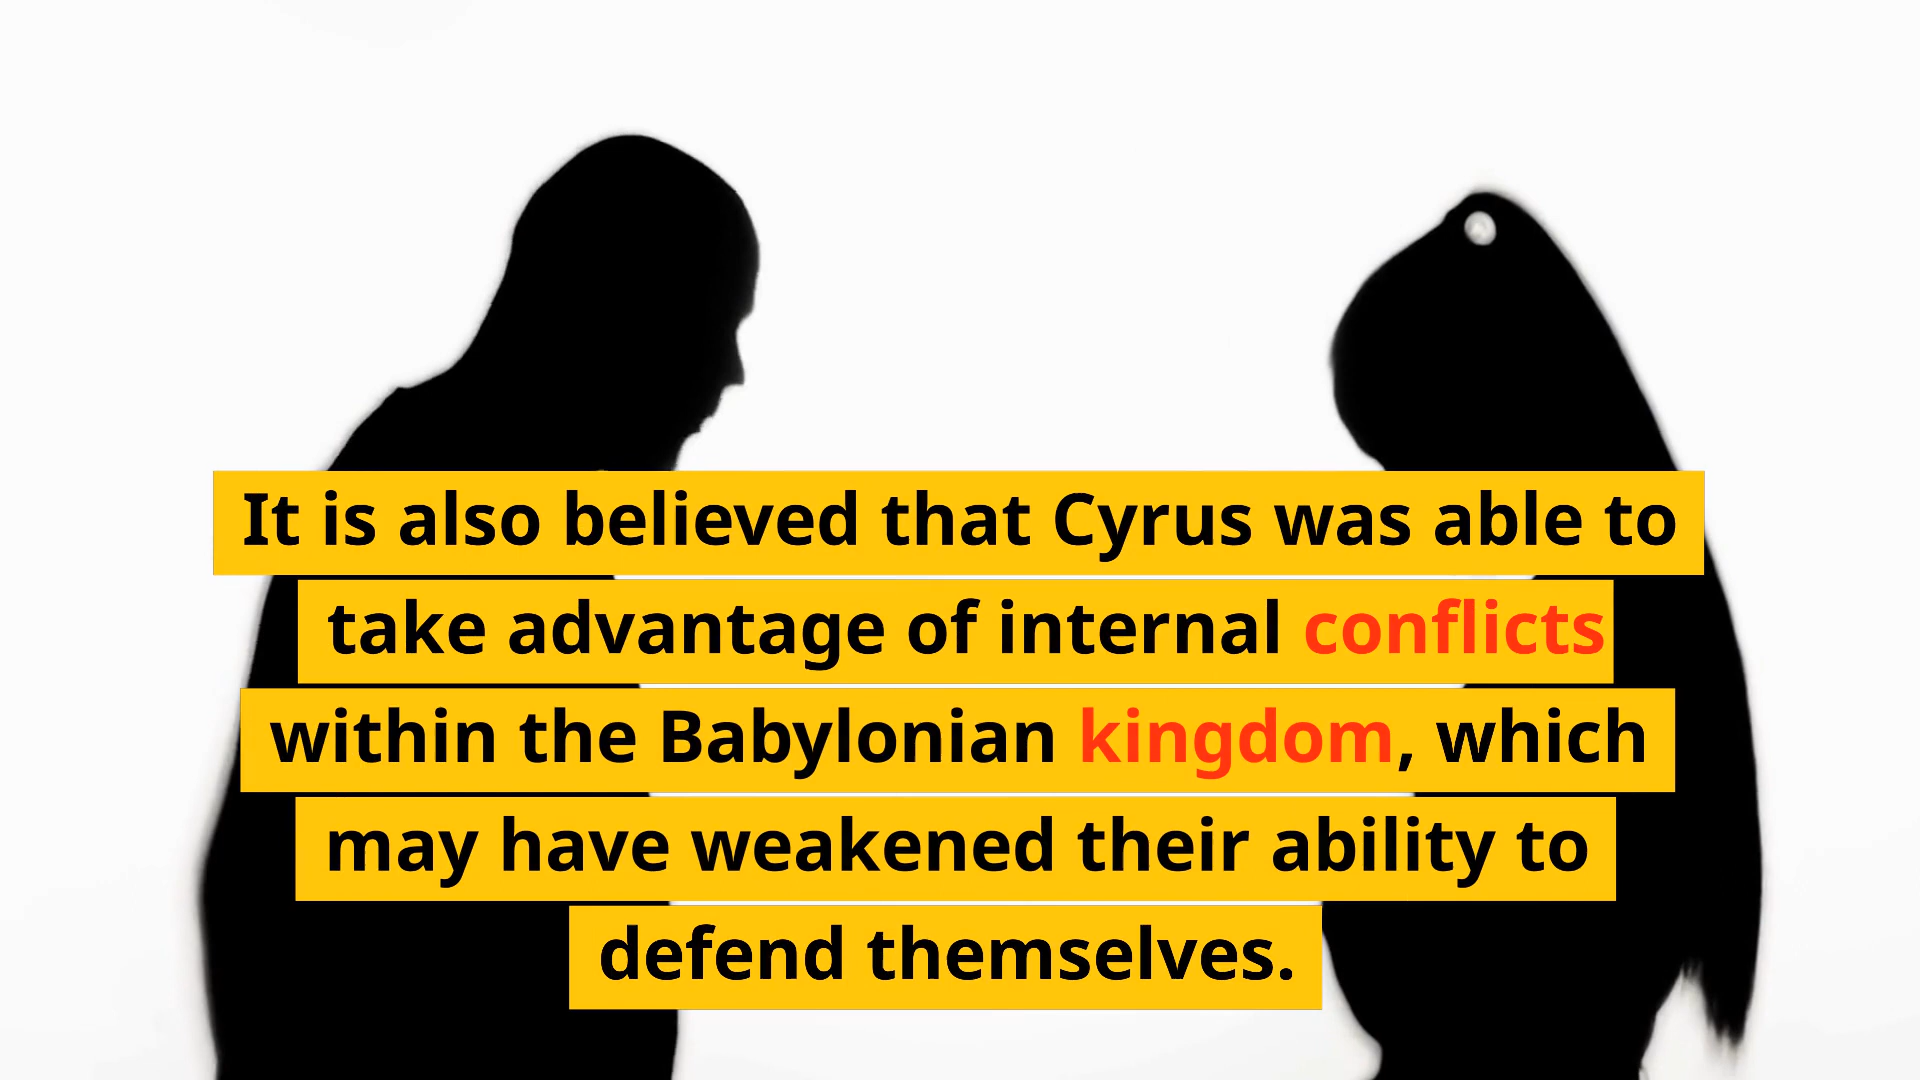 It is also believed that Cyrus was able to
take advantage of internal conflicts
within the Babylonian kingdom, which
may have weakened their ability to
defend themselves.